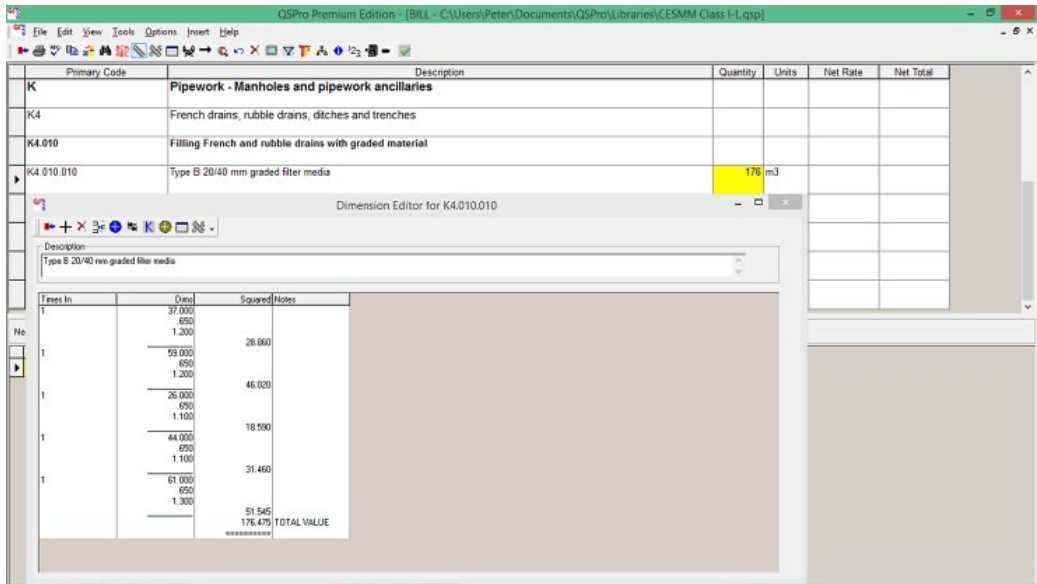 QSPro Premium Edition - [BILL - C:\Users\Peter\Documents\QSPro\Libraries\CESMM Class I-L.qsp]
File Edit View Tools Options Insert Help
Primary Code Description Quantity Units Net Rate Net Total
K Pipework - Manholes and pipework ancillaries
K4 French drains, rubble drains, ditches and trenches
K4.010 Filling French and rubble drains with graded material
K4.010.010 Type B 20/40 mm graded filter media 176 m3
Dimension Editor for K4.010.010
Description
Type B 20/40 mm graded filter media
Times In Dims Squared Notes
1 37.000
.650
1.200
28.860
1 59.000
.650
1.200
46.020
1 26.000
.650
1.100
18.590
1 44.000
.650
1.100
31.460
1 61.000
.650
1.300
51.545
176.475 TOTAL VALUE
==========
Ne